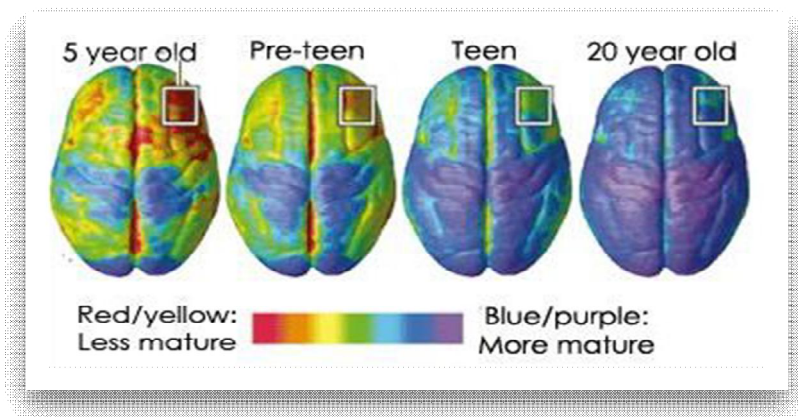 5 year old
Pre-teen
Teen
20 year old
Red/yellow:
Less mature
Blue/purple:
More mature